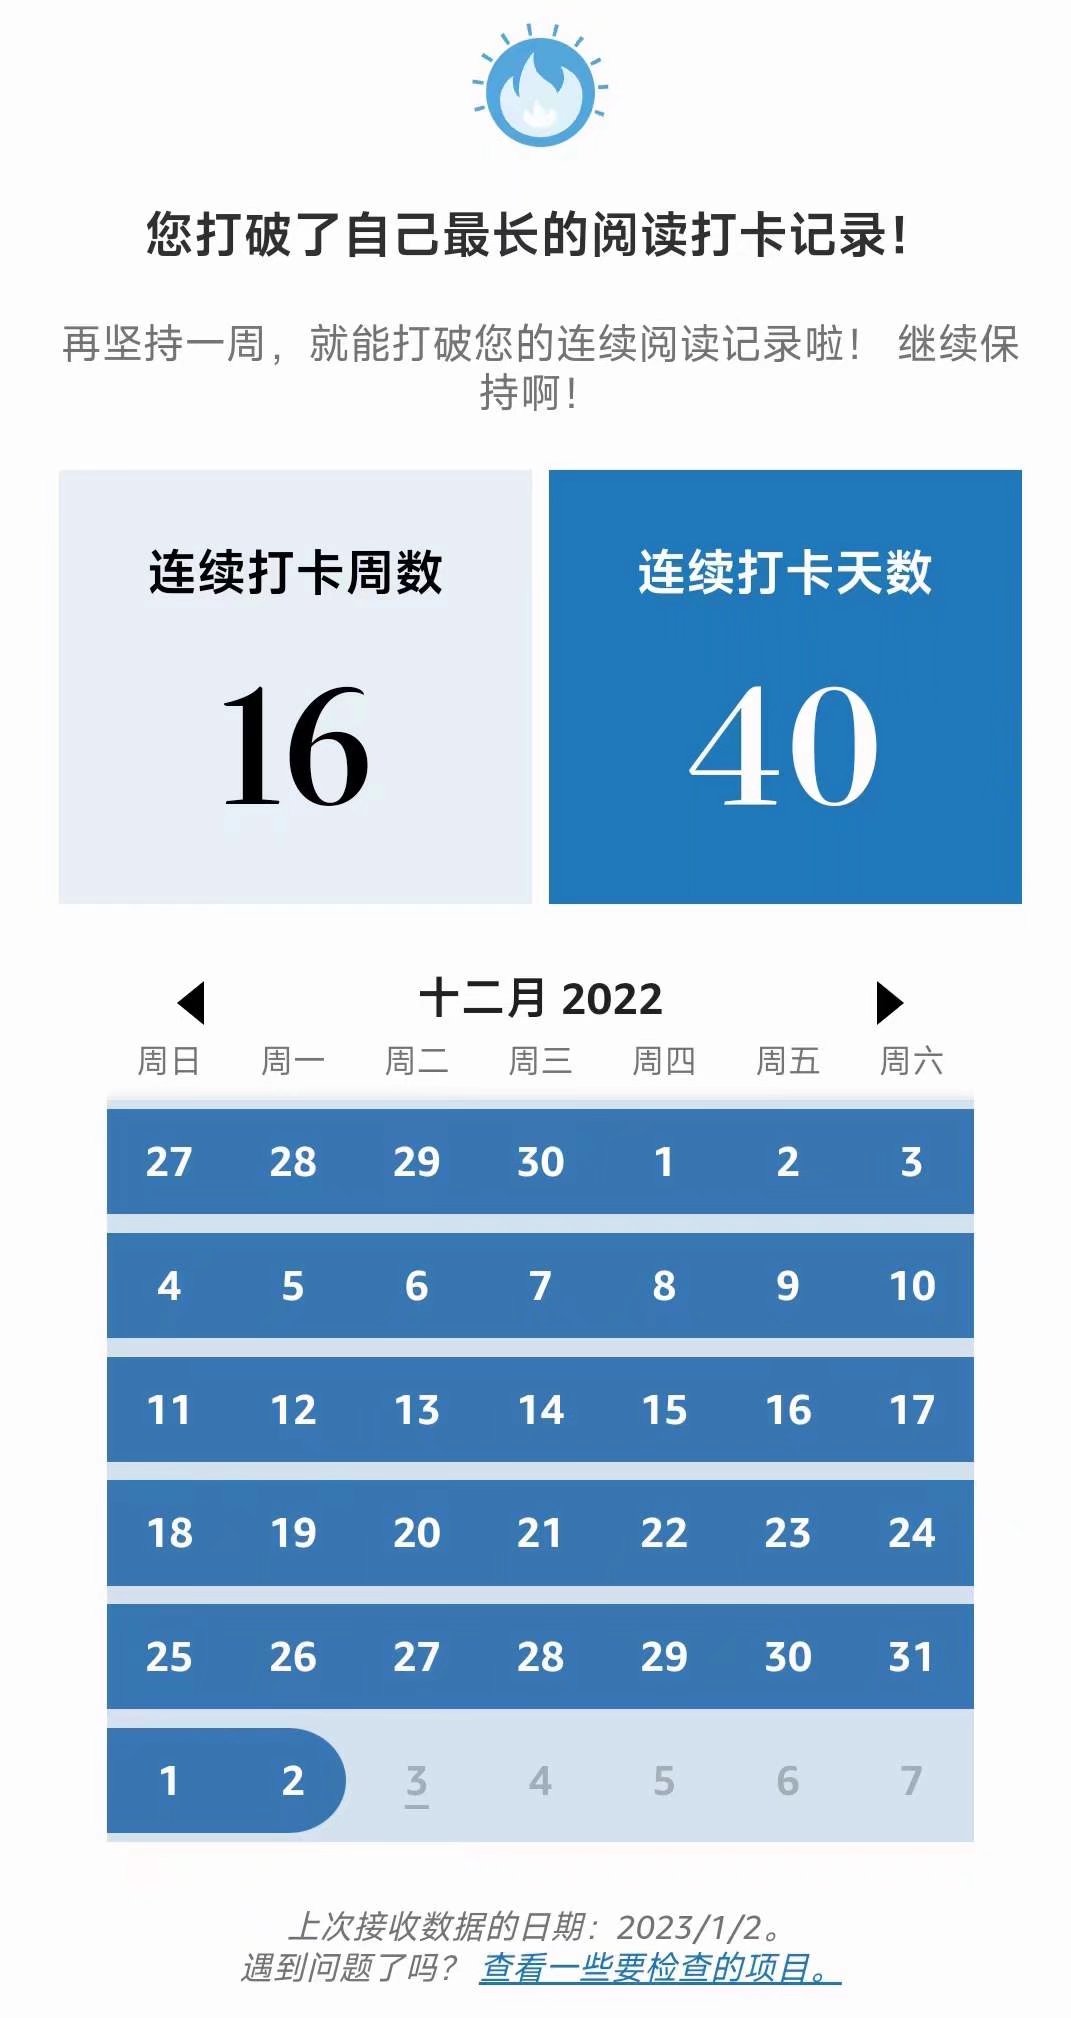 您打破了自己最长的阅读打卡记录！
再坚持一周，就能打破您的连续阅读记录啦！ 继续保
持啊！
连续打卡周数 连续打卡天数
16 40
十二月 2022
周日 周一 周二 周三 周四 周五 周六
27 28 29 30 1 2 3
4 5 6 7 8 9 10
11 12 13 14 15 16 17
18 19 20 21 22 23 24
25 26 27 28 29 30 31
1 2 3 4 5 6 7
上次接收数据的日期：2023/1/2。
遇到问题了吗？ 查看一些要检查的项目。